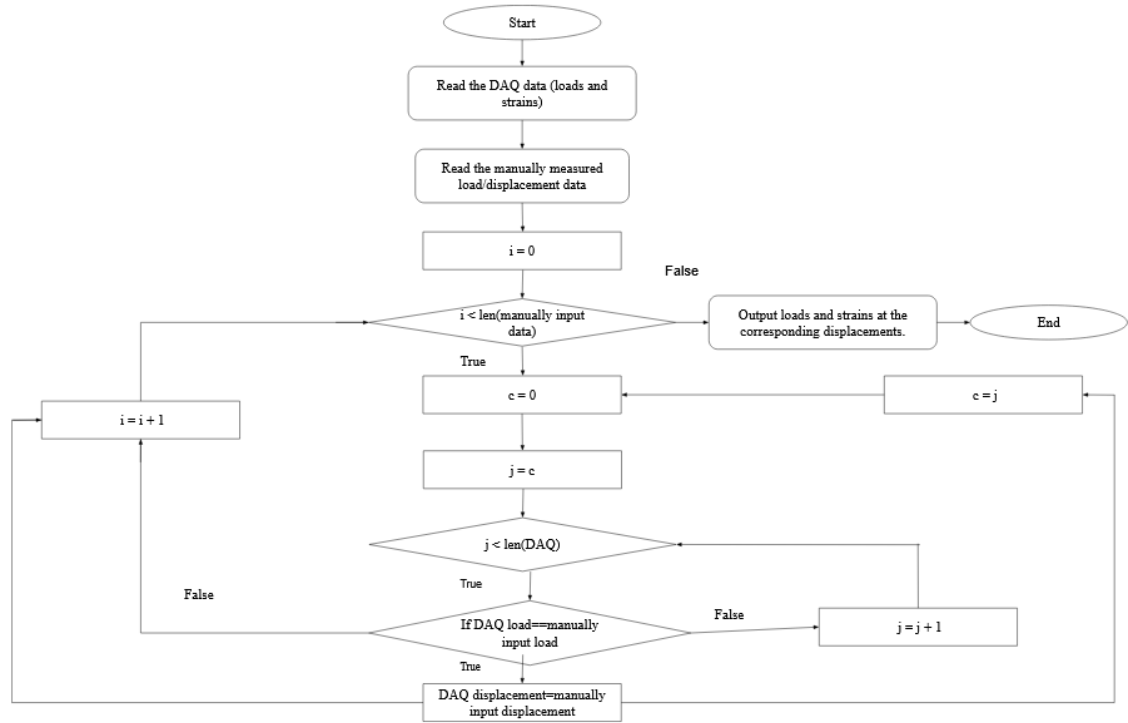 Start
Read the DAQ data (loads and
strains)
Read the manually measured
load/displacement data
i = 0
False
i < len(manually input
data)
Output loads and strains at the
corresponding displacements.
End
True
c = 0
c = j
i = i + 1
j = c
j < len(DAQ)
True
False
False
If DAQ load==manually
input load
j = j + 1
True
DAQ displacement=manually
input displacement